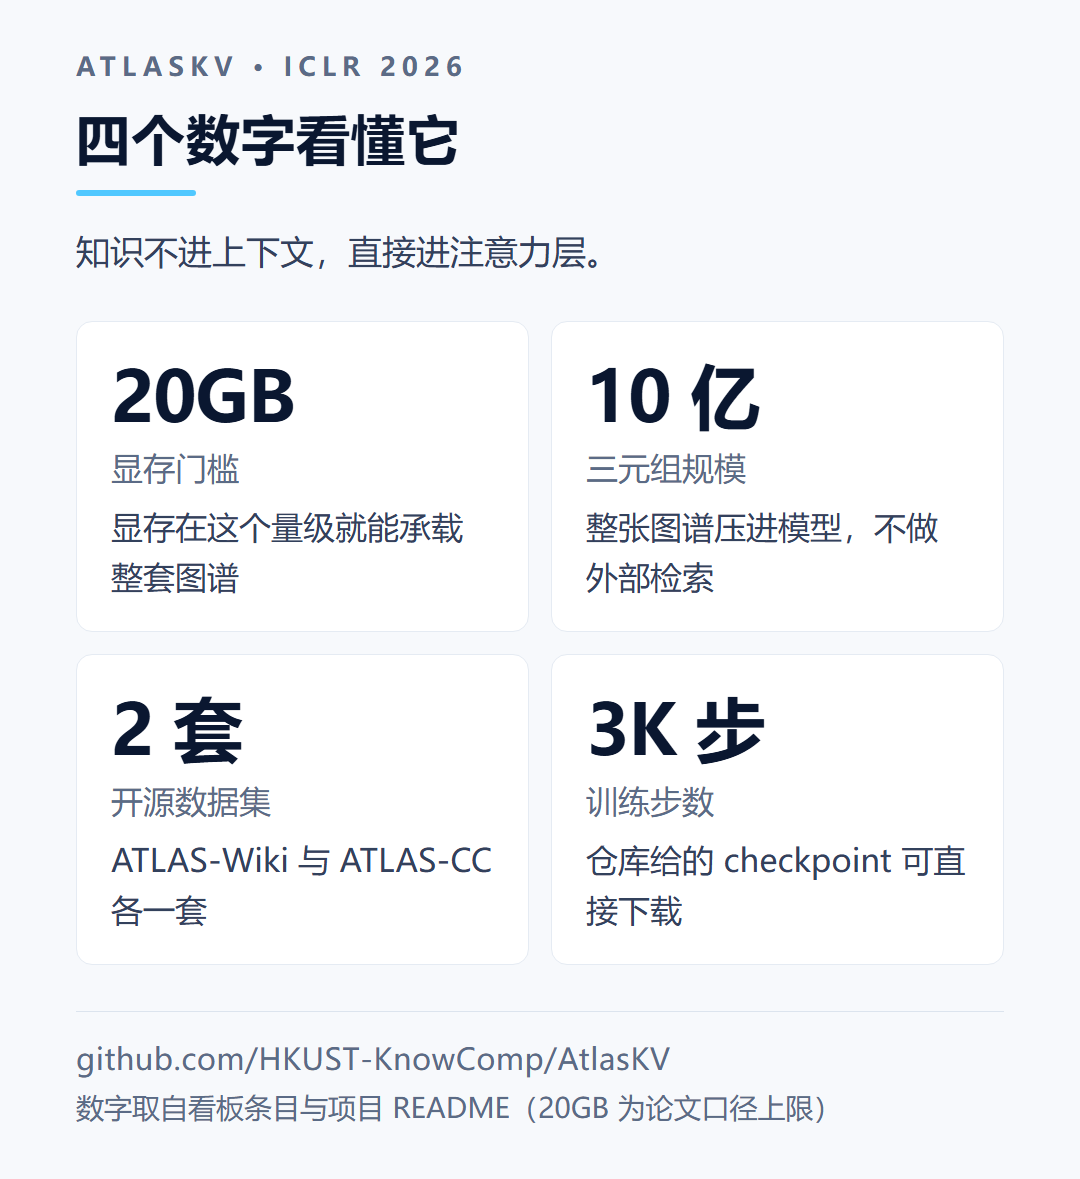 ATLASKV • ICLR 2026
四个数字看懂它
知识不进上下文，直接进注意力层。
20GB
显存门槛
显存在这个量级就能承载
整套图谱
10 亿
三元组规模
整张图谱压进模型，不做
外部检索
2 套
开源数据集
ATLAS-Wiki 与 ATLAS-CC
各一套
3K 步
训练步数
仓库给的 checkpoint 可直
接下载
github.com/HKUST-KnowComp/AtlasKV
数字取自看板条目与项目 README（20GB 为论文口径上限）